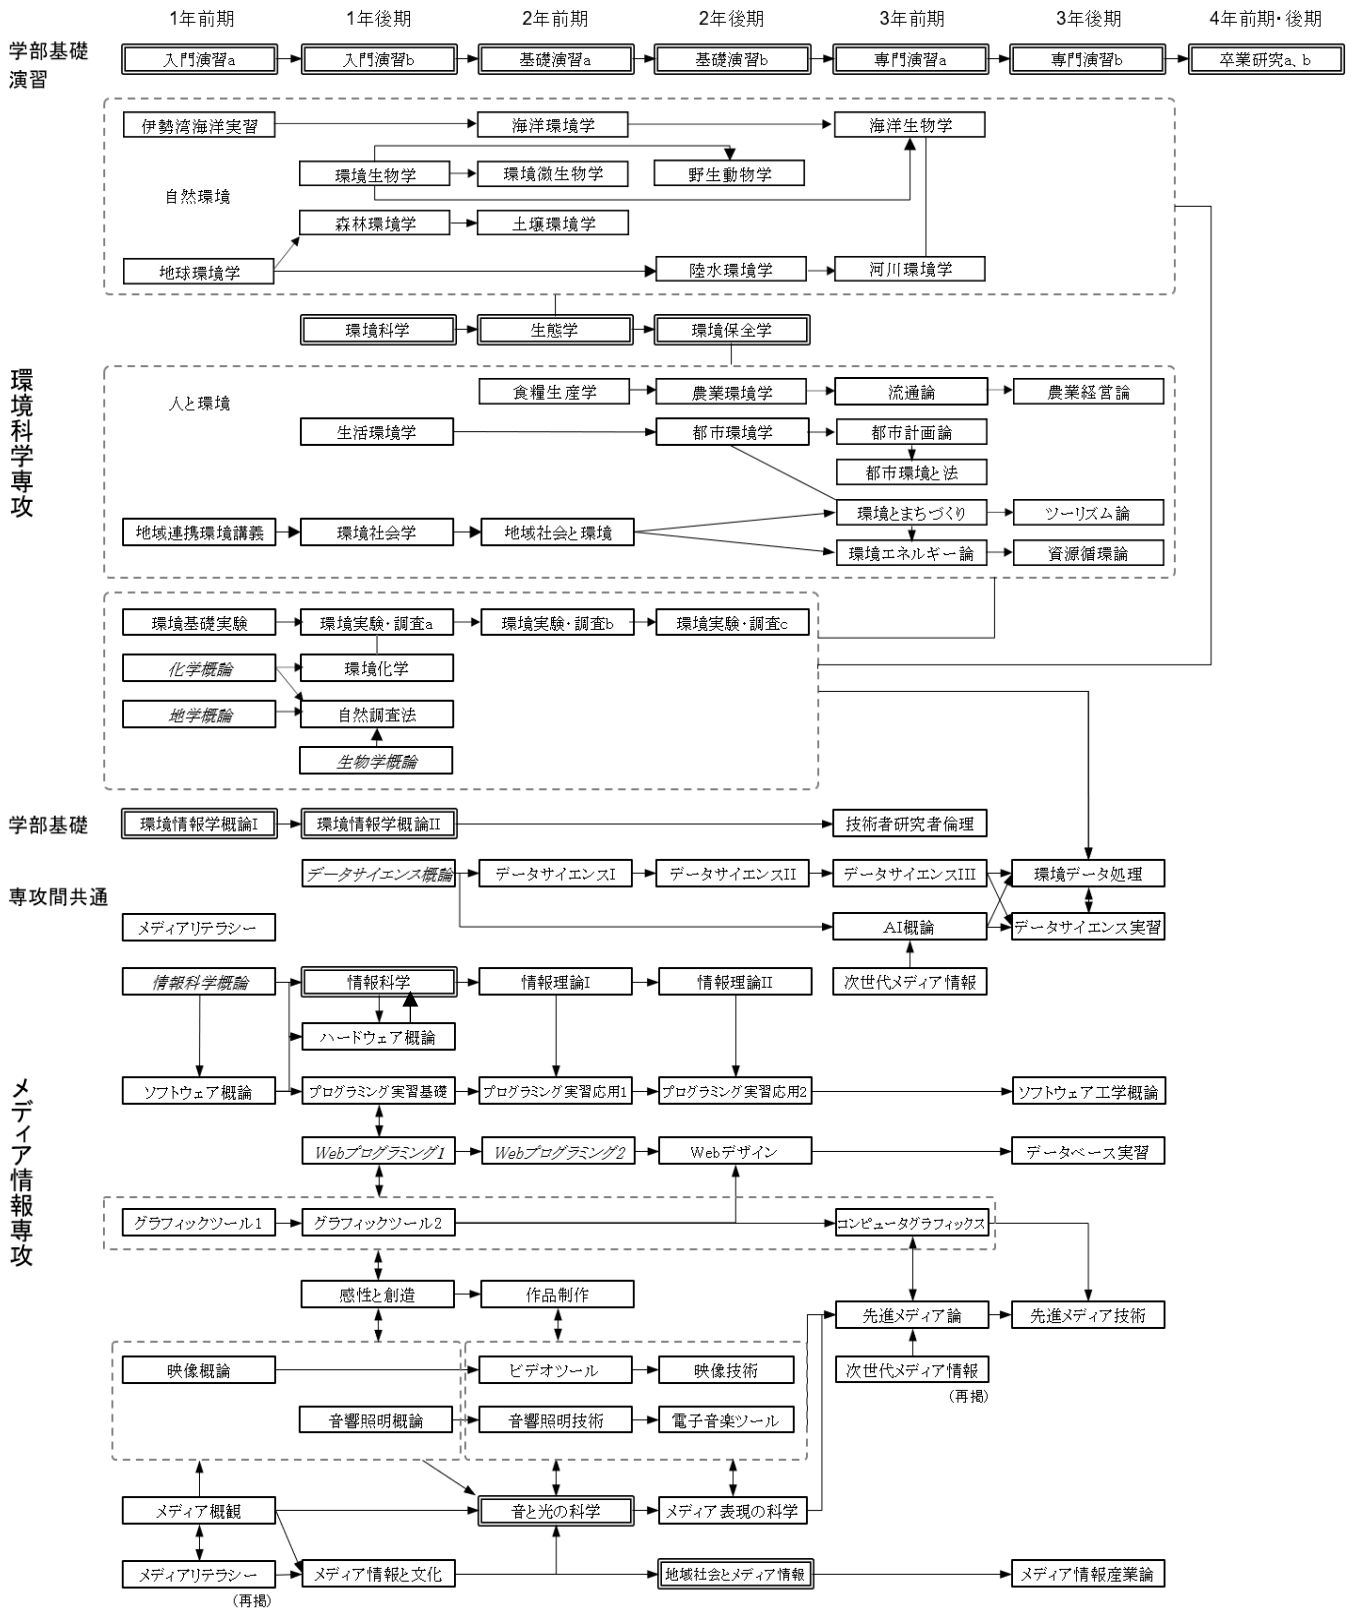 1年前期 1年後期 2年前期 2年後期 3年前期 3年後期 4年前期・後期
学部基礎
演習
入門演習a 入門演習b 基礎演習a 基礎演習b 専門演習a 専門演習b 卒業研究a、b
環境科学専攻
伊勢湾海洋実習 海洋環境学 海洋生物学
環境生物学 環境微生物学 野生動物学
自然環境
森林環境学 土壌環境学
地球環境学 陸水環境学 河川環境学
環境科学 生態学 環境保全学
人と環境
食糧生産学 農業環境学 流通論 農業経営論
生活環境学 都市環境学 都市計画論
都市環境と法
環境とまちづくり ツーリズム論
地域連携環境講義 環境社会学 地域社会と環境 環境エネルギー論 資源循環論
環境基礎実験 環境実験・調査a 環境実験・調査b 環境実験・調査c
化学概論 環境化学
地学概論 自然調査法
生物学概論
学部基礎
環境情報学概論I 環境情報学概論II 技術者研究者倫理
専攻間共通
データサイエンス概論 データサイエンスI データサイエンスII データサイエンスIII 環境データ処理
メディアリテラシー AI概論 データサイエンス実習
メディア情報専攻
情報科学概論 情報科学 情報理論I 情報理論II 次世代メディア情報
ハードウェア概論
ソフトウェア概論 プログラミング実習基礎 プログラミング実習応用1 プログラミング実習応用2 ソフトウェア工学概論
Webプログラミング1 Webプログラミング2 Webデザイン データベース実習
グラフィックツール1 グラフィックツール2 コンピュータグラフィックス
感性と創造 作品制作 先進メディア論 先進メディア技術
映像概論 ビデオツール 映像技術 次世代メディア情報
(再掲)
音響照明概論 音響照明技術 電子音楽ツール
メディア概観 音と光の科学 メディア表現の科学
メディアリテラシー メディア情報と文化 地域社会とメディア情報 メディア情報産業論
(再掲)